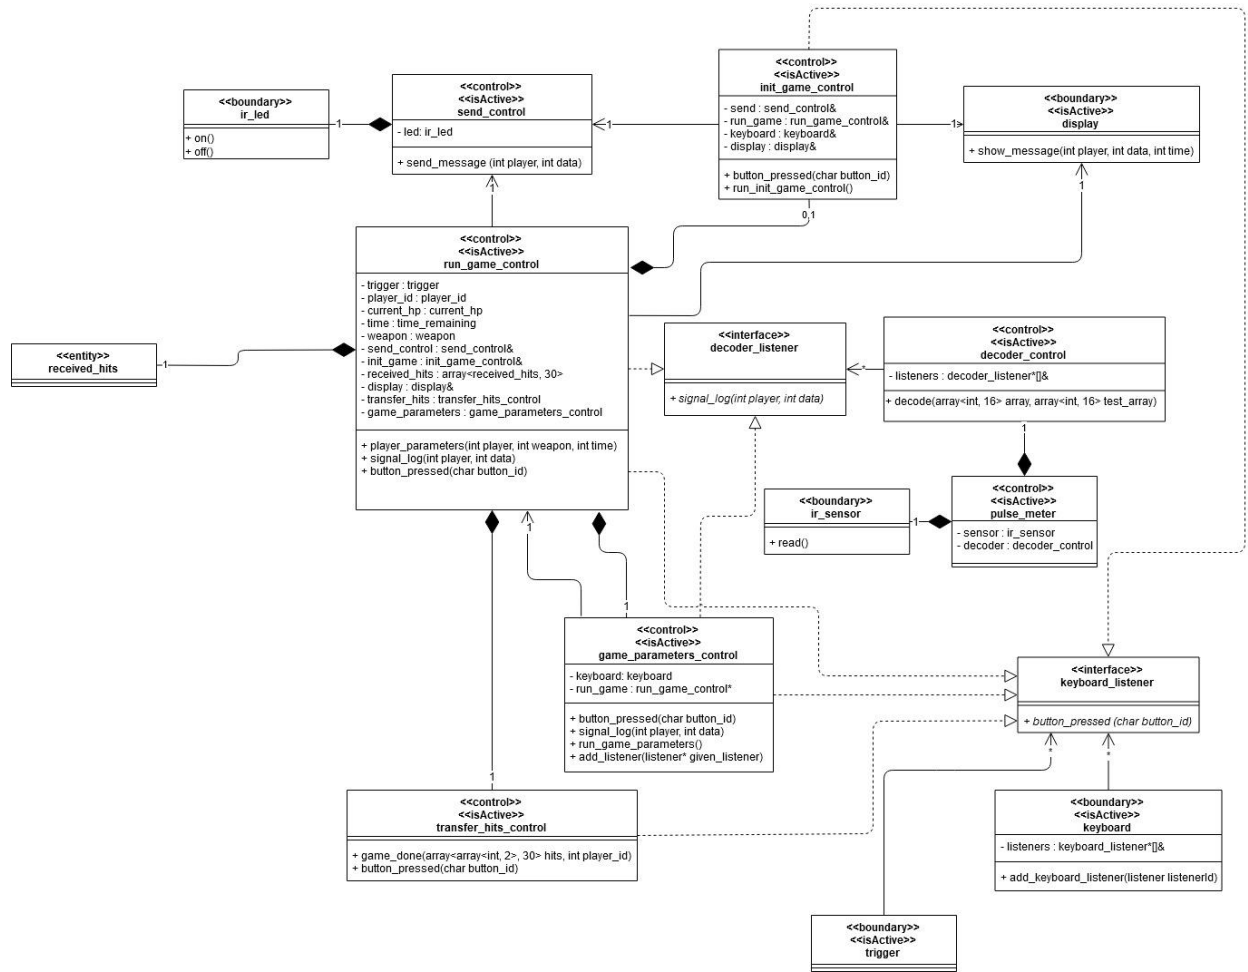 <<boundary>>
ir_led
+ on()
+ off()
1
<<control>>
<<isActive>>
send_control
- led: ir_led
+ send_message (int player, int data)
1
<<control>>
<<isActive>>
init_game_control
- send : send_control&
- run_game : run_game_control&
- keyboard : keyboard&
- display : display&
+ button_pressed(char button_id)
+ run_init_game_control()
1
<<boundary>>
<<isActive>>
display
+ show_message(int player, int data, int time)
1
1
0,1
<<control>>
<<isActive>>
run_game_control
- trigger : trigger
- player_id : player_id
- current_hp : current_hp
- time : time_remaining
- weapon : weapon
- send_control : send_control&
- init_game : init_game_control&
- received_hits : array<received_hits, 30>
- display : display&
- transfer_hits : transfer_hits_control
- game_parameters : game_parameters_control
+ player_parameters(int player, int weapon, int time)
+ signal_log(int player, int data)
+ button_pressed(char button_id)
<<entity>>
received_hits
1
<<interface>>
decoder_listener
+ signal_log(int player, int data)
*
<<control>>
<<isActive>>
decoder_control
- listeners : decoder_listener*[]&
+ decode(array<int, 16> array, array<int, 16> test_array)
1
<<boundary>>
ir_sensor
+ read()
1
<<control>>
<<isActive>>
pulse_meter
- sensor : ir_sensor
- decoder : decoder_control
1
1
<<control>>
<<isActive>>
game_parameters_control
- keyboard: keyboard
- run_game : run_game_control*
+ button_pressed(char button_id)
+ signal_log(int player, int data)
+ run_game_parameters()
+ add_listener(listener* given_listener)
<<interface>>
keyboard_listener
+ button_pressed (char button_id)
*
*
1
<<control>>
<<isActive>>
transfer_hits_control
+ game_done(array<array<int, 2>, 30> hits, int player_id)
+ button_pressed(char button_id)
<<boundary>>
<<isActive>>
keyboard
- listeners : keyboard_listener*[]&
+ add_keyboard_listener(listener listenerId)
<<boundary>>
<<isActive>>
trigger